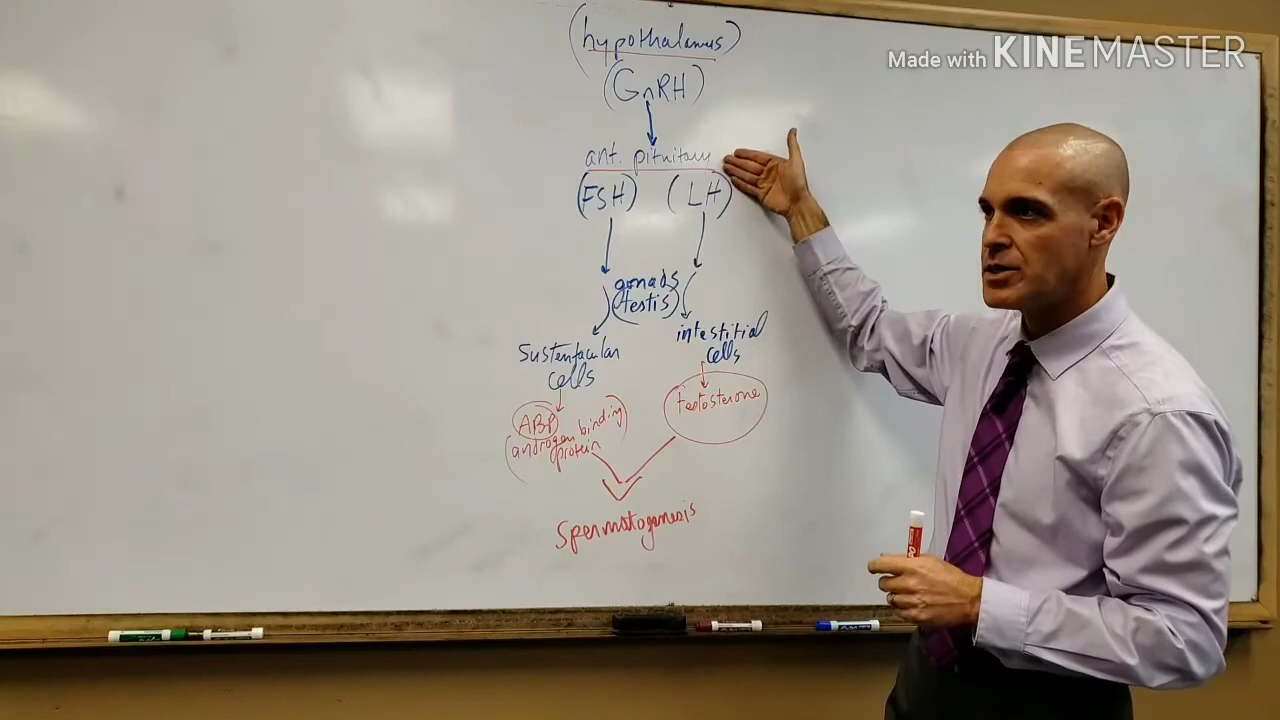 Made with KINEMASTER
(hypothalamus)
(GnRH)
ant. pituitary
(FSH) (LH)
gonads
(testis)
sustentacular
cells
intestitial
cells
ABP
(androgen binding
protein)
testosterone
spermatogenesis